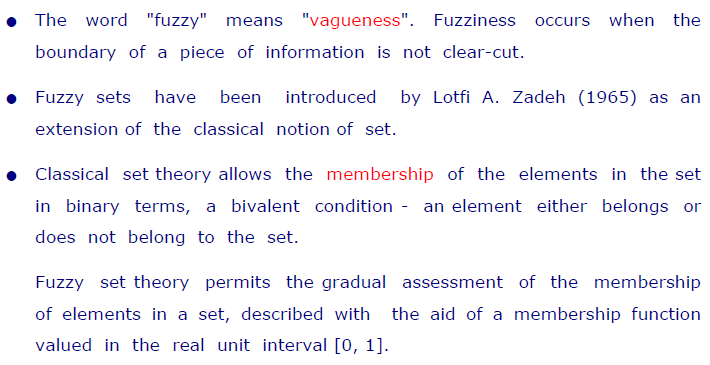 ● The word "fuzzy" means "vagueness". Fuzziness occurs when the
boundary of a piece of information is not clear-cut.
● Fuzzy sets have been introduced by Lotfi A. Zadeh (1965) as an
extension of the classical notion of set.
● Classical set theory allows the membership of the elements in the set
in binary terms, a bivalent condition - an element either belongs or
does not belong to the set.
Fuzzy set theory permits the gradual assessment of the membership
of elements in a set, described with the aid of a membership function
valued in the real unit interval [0, 1].